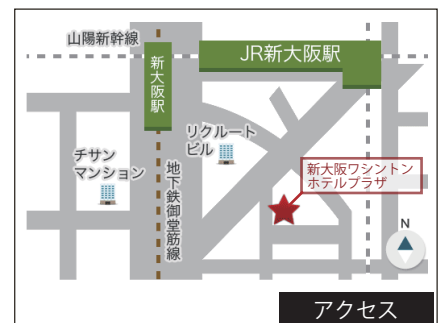 山陽新幹線
JR新大阪駅
新大阪駅
リクルート
ビル
チサン
マンション
地下鉄御堂筋線
新大阪ワシントン
ホテルプラザ
N
アクセス